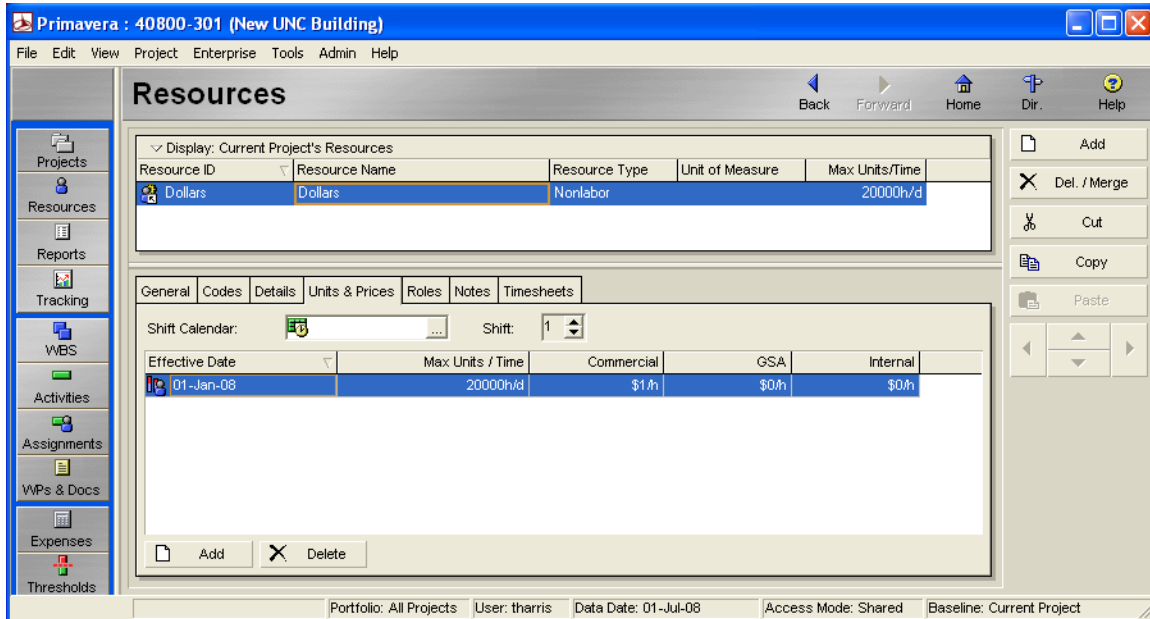 Primavera : 40800-301 (New UNC Building)
File Edit View Project Enterprise Tools Admin Help
Resources
Back Forward Home Dir. Help
Projects
Resources
Reports
Tracking
WBS
Activities
Assignments
WPs & Docs
Expenses
Thresholds
Display: Current Project's Resources
Resource ID Resource Name Resource Type Unit of Measure Max Units/Time
Dollars Dollars Nonlabor 20000h/d
General Codes Details Units & Prices Roles Notes Timesheets
Shift Calendar: ... Shift: 1
Effective Date Max Units / Time Commercial GSA Internal
01-Jan-08 20000h/d $1/h $0/h $0/h
Add Delete
Add
Del. / Merge
Cut
Copy
Paste
Portfolio: All Projects User: tharris Data Date: 01-Jul-08 Access Mode: Shared Baseline: Current Project